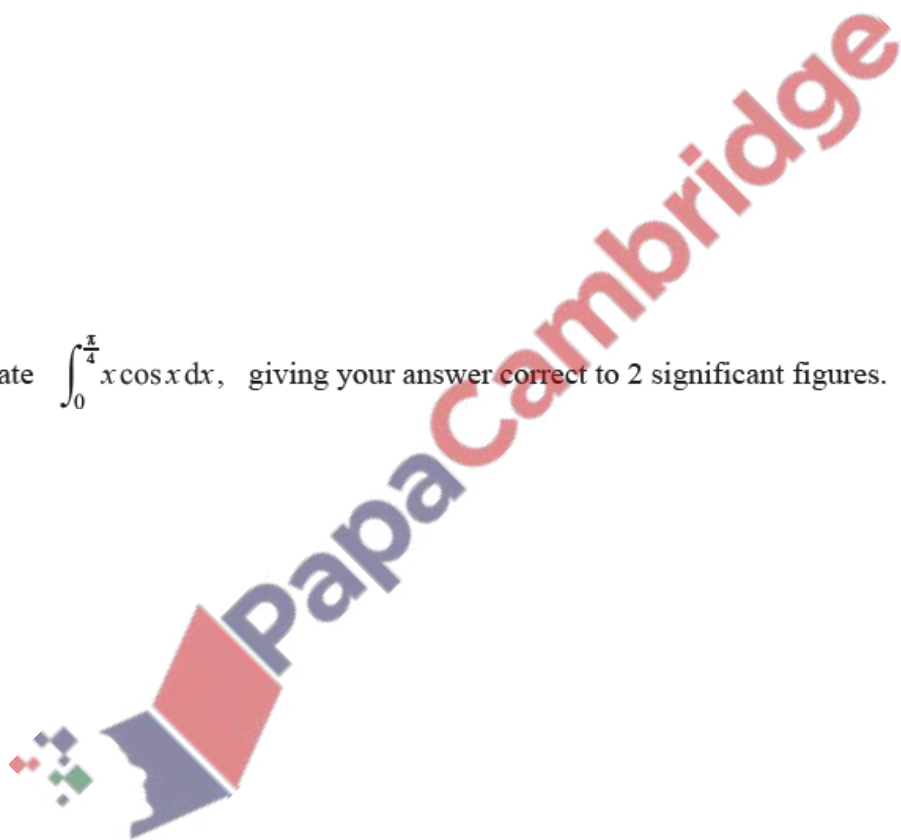 ate ∫₀^{π/4} x cos x dx, giving your answer correct to 2 significant figures.
PapaCambridge